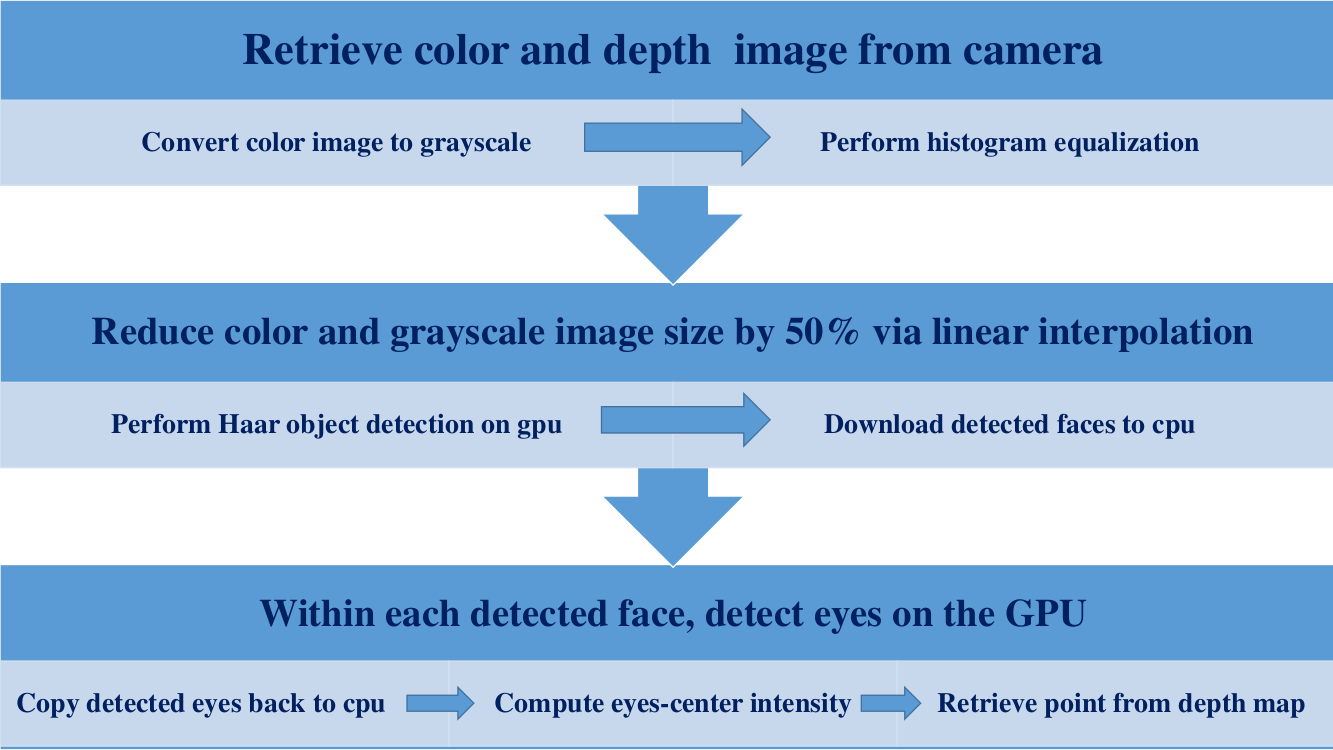 Retrieve color and depth image from camera
Convert color image to grayscale
Perform histogram equalization
Reduce color and grayscale image size by 50% via linear interpolation
Perform Haar object detection on gpu
Download detected faces to cpu
Within each detected face, detect eyes on the GPU
Copy detected eyes back to cpu
Compute eyes-center intensity
Retrieve point from depth map